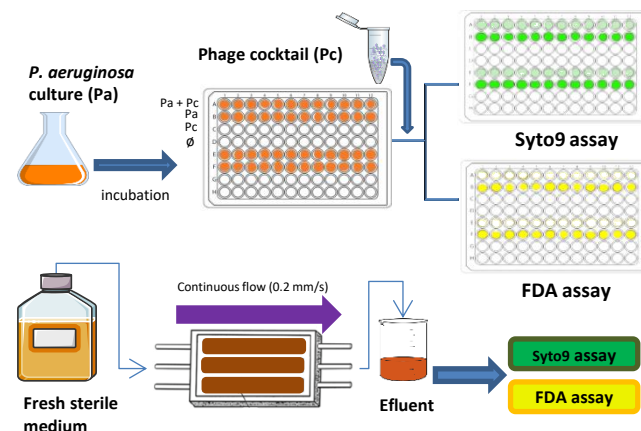 Phage cocktail (Pc)
P. aeruginosa
culture (Pa)
incubation
Pa + Pc
Pa
Pc
Ø
A
B
C
D
E
F
G
H
Syto9 assay
FDA assay
Continuous flow (0.2 mm/s)
Fresh sterile
medium
Efluent
Syto9 assay
FDA assay